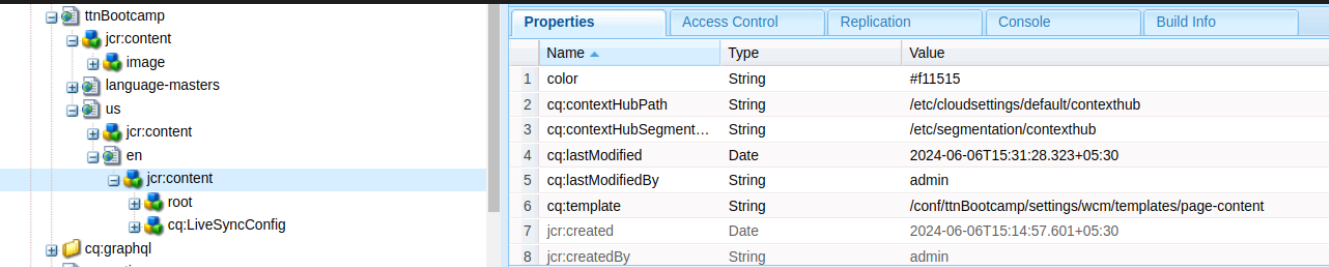 ttnBootcamp
jcr:content
image
language-masters
us
jcr:content
en
jcr:content
root
cq:LiveSyncConfig
cq:graphql
Properties Access Control Replication Console Build Info
Name Type Value
1 color String #f11515
2 cq:contextHubPath String /etc/cloudsettings/default/contexthub
3 cq:contextHubSegment... String /etc/segmentation/contexthub
4 cq:lastModified Date 2024-06-06T15:31:28.323+05:30
5 cq:lastModifiedBy String admin
6 cq:template String /conf/ttnBootcamp/settings/wcm/templates/page-content
7 jcr:created Date 2024-06-06T15:14:57.601+05:30
8 jcr:createdBy String admin